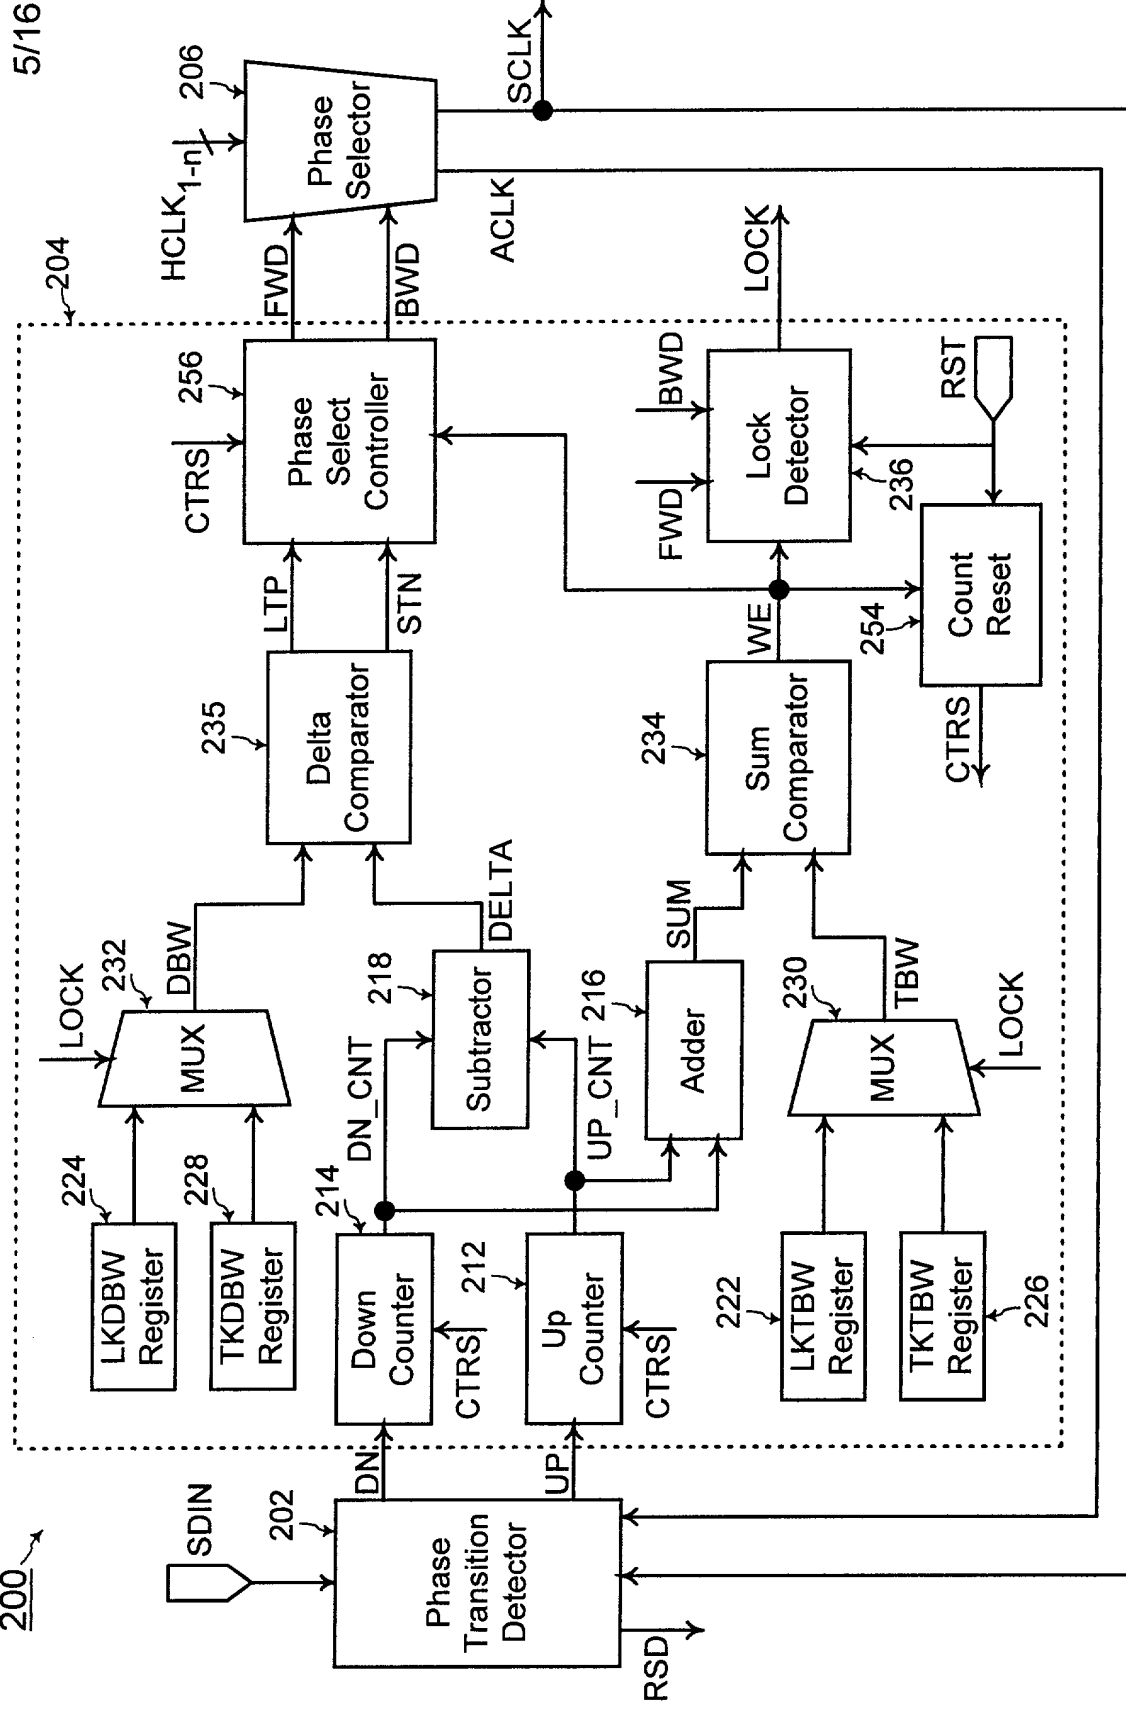 5/16
200
204
SDIN
202
Phase
Transition
Detector
RSD
DN
UP
LKDBW
Register
224
TKDBW
Register
228
LOCK
MUX
232
DBW
Down
Counter
214
CTRS
DN_CNT
Up
Counter
212
CTRS
UP_CNT
Subtractor
218
DELTA
Adder
216
SUM
LKTBW
Register
222
TKTBW
Register
226
MUX
230
TBW
LOCK
Delta
Comparator
235
LTP
STN
Sum
Comparator
234
WE
Phase
Select
Controller
256
CTRS
FWD
BWD
Lock
Detector
236
FWD
BWD
LOCK
RST
Count
Reset
254
CTRS
HCLK1-n
Phase
Selector
206
SCLK
ACLK